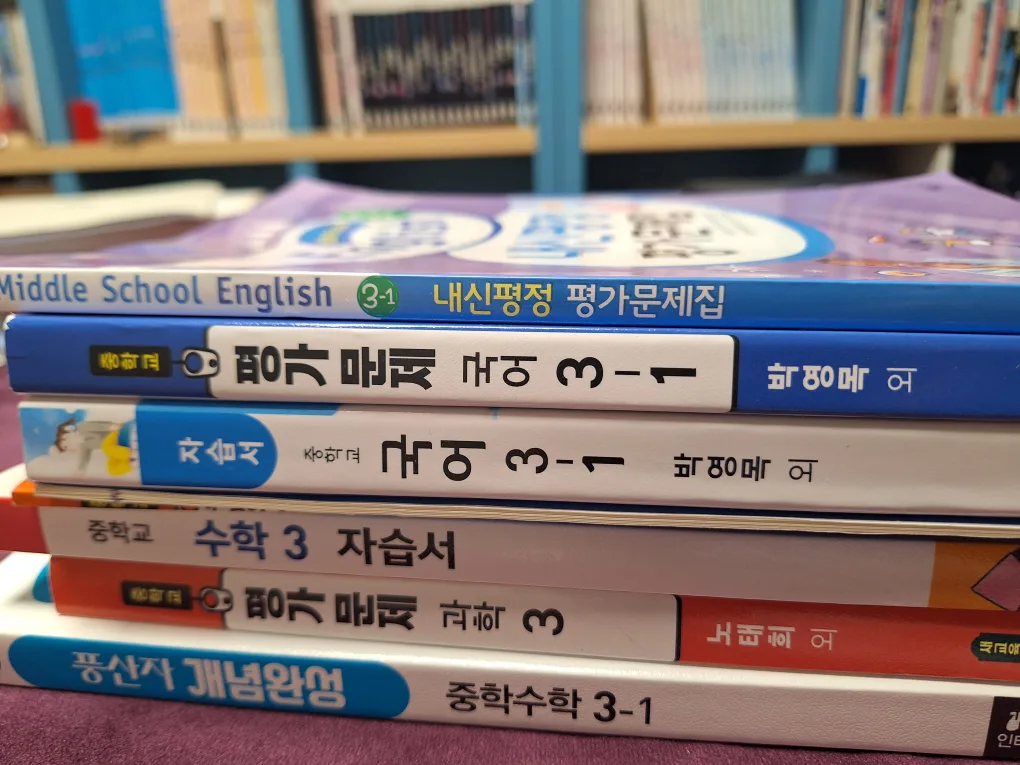 Middle School English 3-1 내신평정 평가문제집
중학교 평가문제 국어 3-1 박영목 외
자습서 중학교 국어 3-1 박영목 외
중학교 수학 3 자습서
중학교 평가문제 과학 3 노태희 외 새교육
풍산자 개념완성 중학수학 3-1